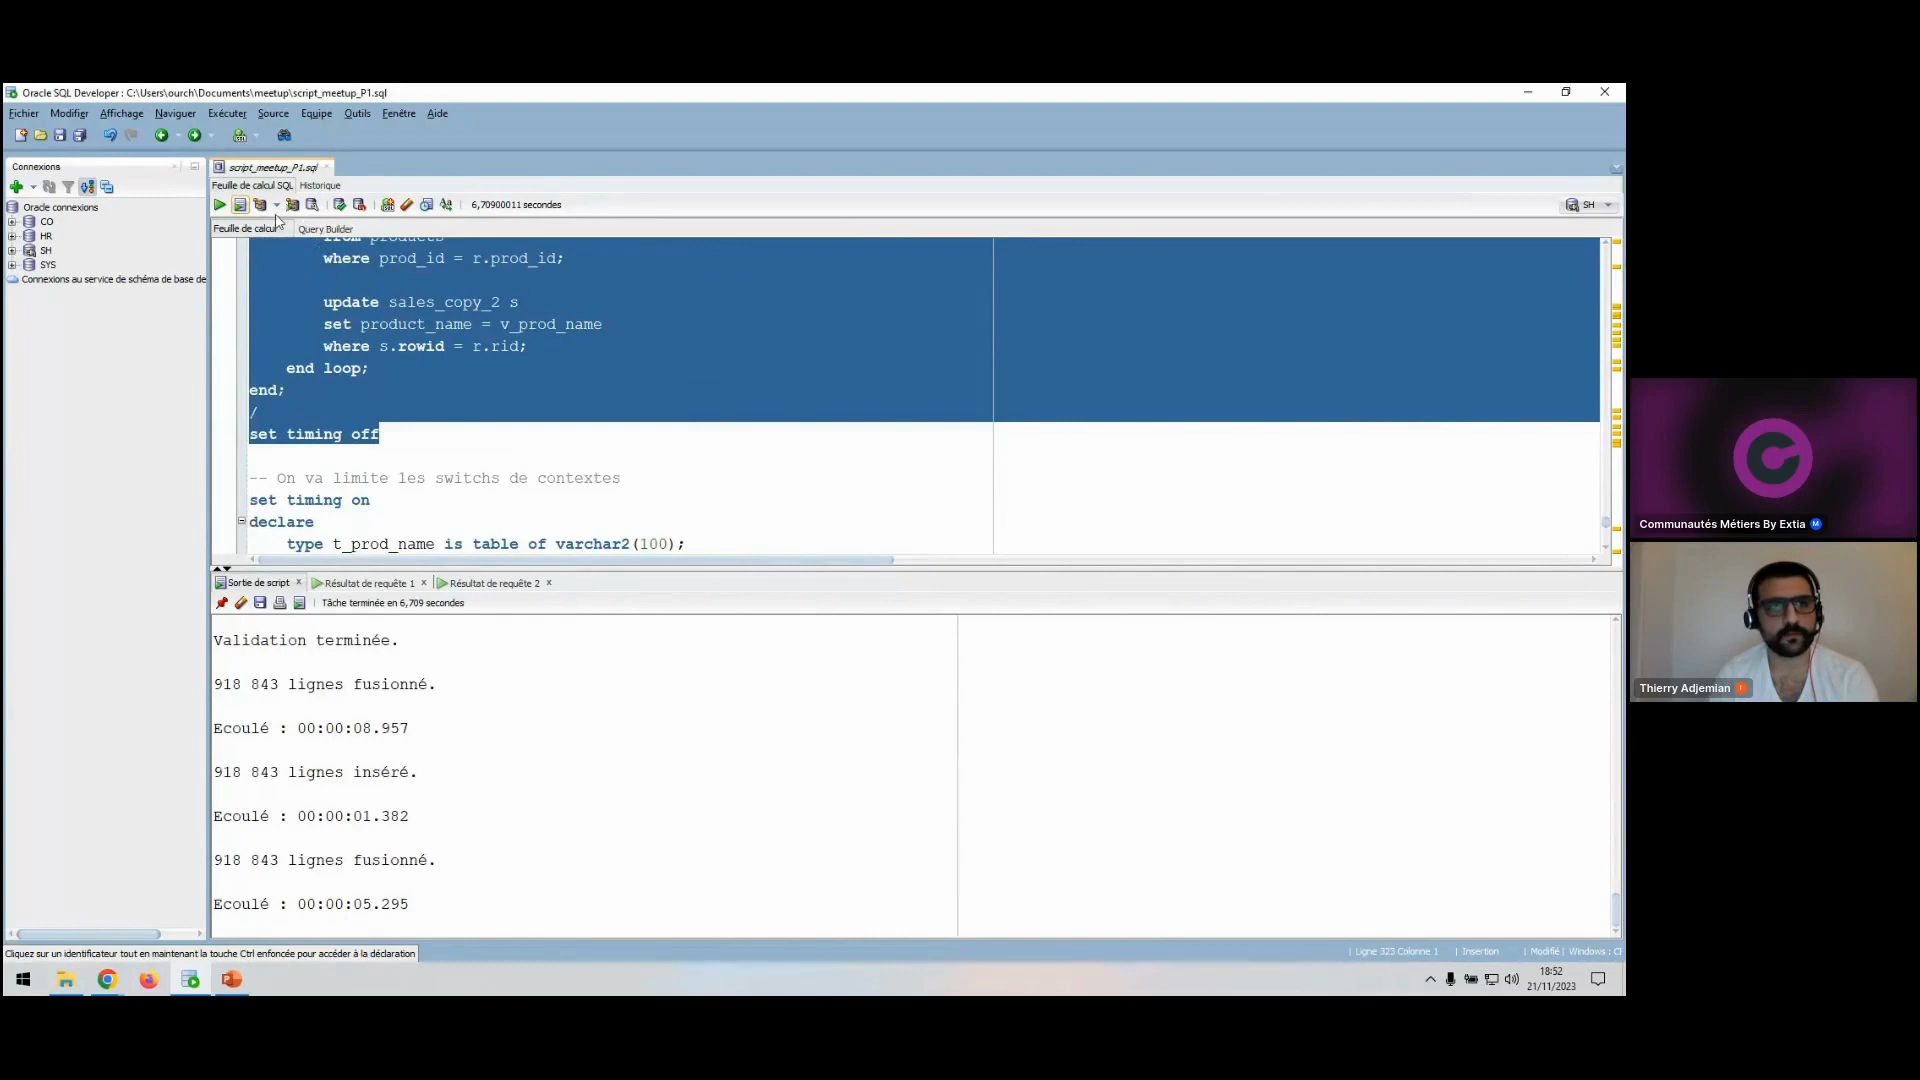 Oracle SQL Developer : C:\Users\ourch\Documents\meetup\script_meetup_P1.sql
Fichier Modifier Affichage Naviguer Exécuter Source Equipe Outils Fenêtre Aide
Connexions
script_meetup_P1.sql
Feuille de calcul SQL Historique
6,70900011 secondes
SH
Feuille de calcul Query Builder
Oracle connexions
CO
HR
SH
SYS
Connexions au service de schéma de base de
from products
where prod_id = r.prod_id;
update sales_copy_2 s
set product_name = v_prod_name
where s.rowid = r.rid;
end loop;
end;
/
set timing off
-- On va limite les switchs de contextes
set timing on
declare
type t_prod_name is table of varchar2(100);
Sortie de script Résultat de requête 1 Résultat de requête 2
Tâche terminée en 6,709 secondes
Validation terminée.
918 843 lignes fusionné.
Ecoulé : 00:00:08.957
918 843 lignes inséré.
Ecoulé : 00:00:01.382
918 843 lignes fusionné.
Ecoulé : 00:00:05.295
Cliquez sur un identificateur tout en maintenant la touche Ctrl enfoncée pour accéder à la déclaration
Ligne 323 Colonne 1 Insertion Modifié Windows : CF
18:52
21/11/2023
Communautés Métiers By Extia
Thierry Adjemian